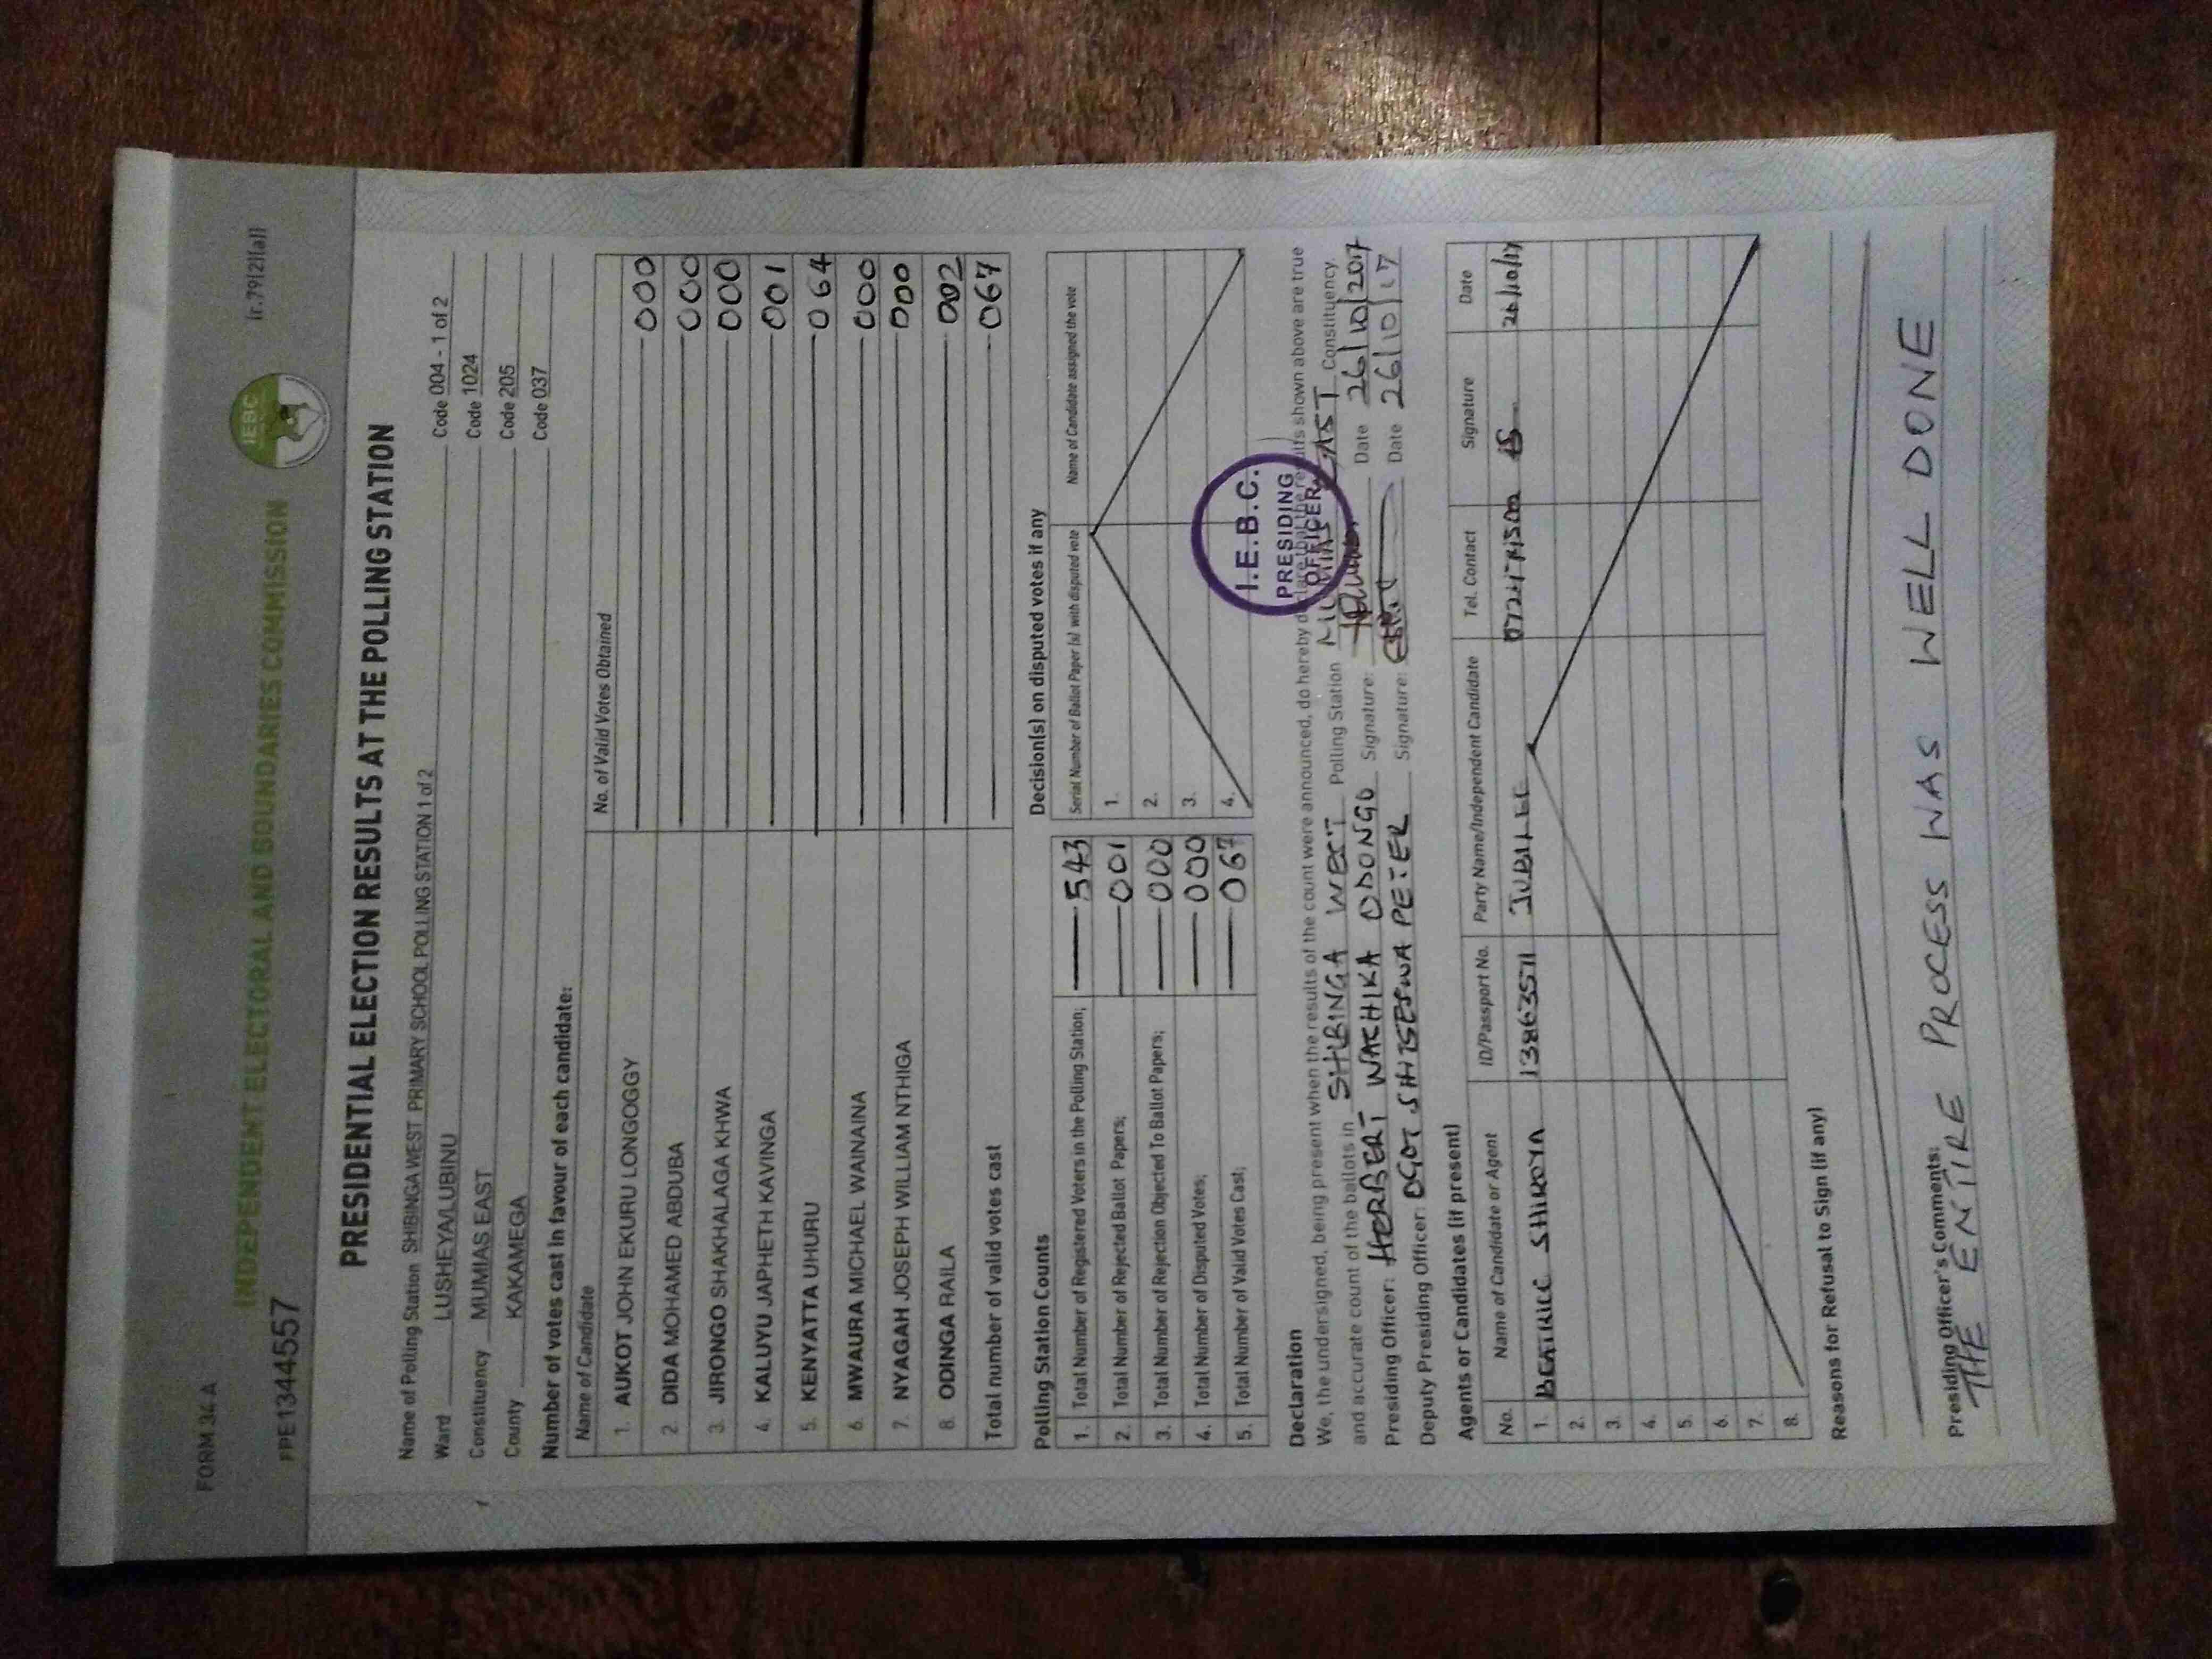 FORM 34A (r.79(2)(a))
INDEPENDENT ELECTORAL AND BOUNDARIES COMMISSION
IEBC
PE1344557
PRESIDENTIAL ELECTION RESULTS AT THE POLLING STATION
Name of Polling Station SHIBINGA WEST PRIMARY SCHOOL POLLING STATION 1 of 2 Code 004 - 1 of 2
Ward LUSHEYA/LUBINU Code 1024
Constituency MUMIAS EAST Code 205
County KAKAMEGA Code 037
Number of votes cast in favour of each candidate:
Name of Candidate No. of Valid Votes Obtained
1. AUKOT JOHN EKURU LONGOGGY 000
2. DIDA MOHAMED ABDUBA 000
3. JIRONGO SHAKHALAGA KHWA 000
4. KALUYU JAPHETH KAVINGA 001
5. KENYATTA UHURU 064
6. MWAURA MICHAEL WAINAINA 000
7. NYAGAH JOSEPH WILLIAM NTHIGA 000
8. ODINGA RAILA 002
Total number of valid votes cast 067
Polling Station Counts
1. Total Number of Registered Voters in the Polling Station; 543
2. Total Number of Rejected Ballot Papers; 001
3. Total Number of Rejection Objected To Ballot Papers; 000
4. Total Number of Disputed Votes; 000
5. Total Number of Valid Votes Cast; 067
Decision(s) on disputed votes if any
Serial Number of Ballot Paper (s) with disputed vote Name of Candidate assigned the vote
1.
2.
3.
4.
I.E.B.C.
PRESIDING
OFFICER
Declaration
We, the undersigned, being present when the results of the count were announced, do hereby declare that the results shown above are true
and accurate count of the ballots in SHIBINGA WEST Polling Station MUMIAS EAST Constituency.
Presiding Officer: HERBERT WACHIKA ODONGO Signature: Date 26/10/2017
Deputy Presiding Officer: PETER Signature: Date 26/10/17
Agents or Candidates (if present)
No. Name of Candidate or Agent ID/Passport No. Party Name/Independent Candidate Tel. Contact Signature Date
1. BEATRICE SHIROYA JUBILEE 26/10/17
2.
3.
4.
5.
6.
7.
8.
Reasons for Refusal to Sign (if any)
Presiding Officer's Comments:
THE ENTIRE PROCESS WAS WELL DONE